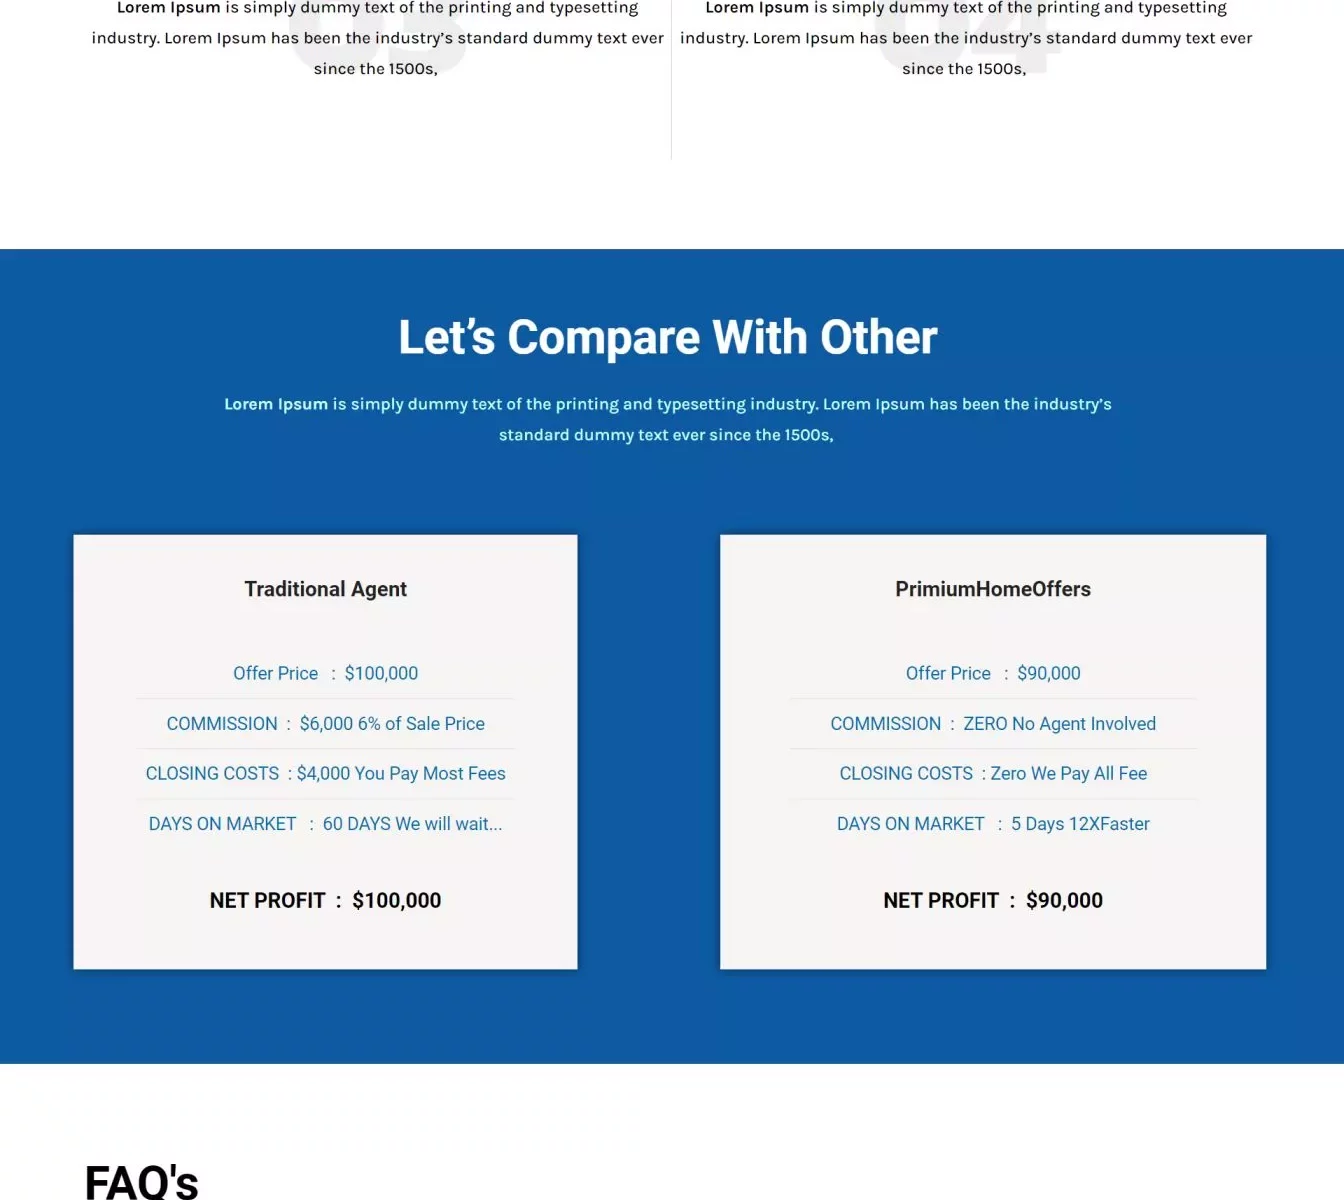 Lorem Ipsum is simply dummy text of the printing and typesetting
industry. Lorem Ipsum has been the industry’s standard dummy text ever
since the 1500s,
03
Lorem Ipsum is simply dummy text of the printing and typesetting
industry. Lorem Ipsum has been the industry’s standard dummy text ever
since the 1500s,
04
Let’s Compare With Other
Lorem Ipsum is simply dummy text of the printing and typesetting industry. Lorem Ipsum has been the industry’s
standard dummy text ever since the 1500s,
Traditional Agent
Offer Price : $100,000
COMMISSION : $6,000 6% of Sale Price
CLOSING COSTS : $4,000 You Pay Most Fees
DAYS ON MARKET : 60 DAYS We will wait...
NET PROFIT : $100,000
PrimiumHomeOffers
Offer Price : $90,000
COMMISSION : ZERO No Agent Involved
CLOSING COSTS : Zero We Pay All Fee
DAYS ON MARKET : 5 Days 12XFaster
NET PROFIT : $90,000
FAQ's